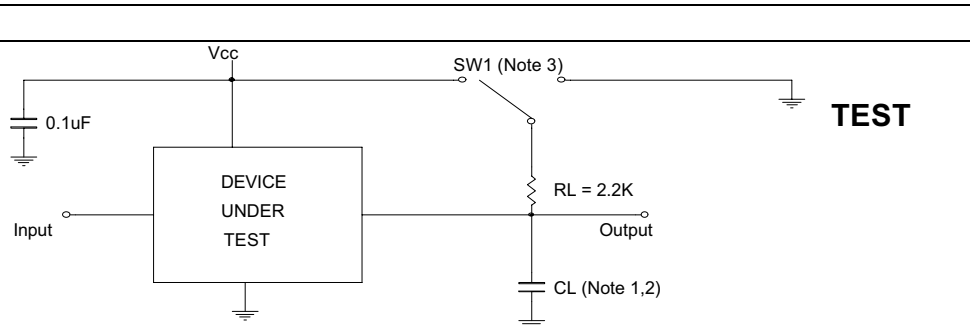 Vcc
SW1 (Note 3)
0.1uF
TEST
DEVICE
UNDER
TEST
RL = 2.2K
Input
Output
CL (Note 1,2)